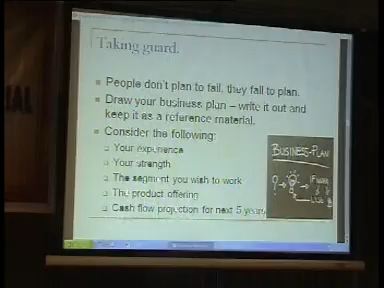 Taking guard.
People don't plan to fail, they fail to plan.
Draw your business plan – write it out and
keep it as a reference material.
Consider the following:
Your experience
Your strength
The segment you wish to work
The product offering
Cash flow projection for next 5 years
BUSINESS-PLAN